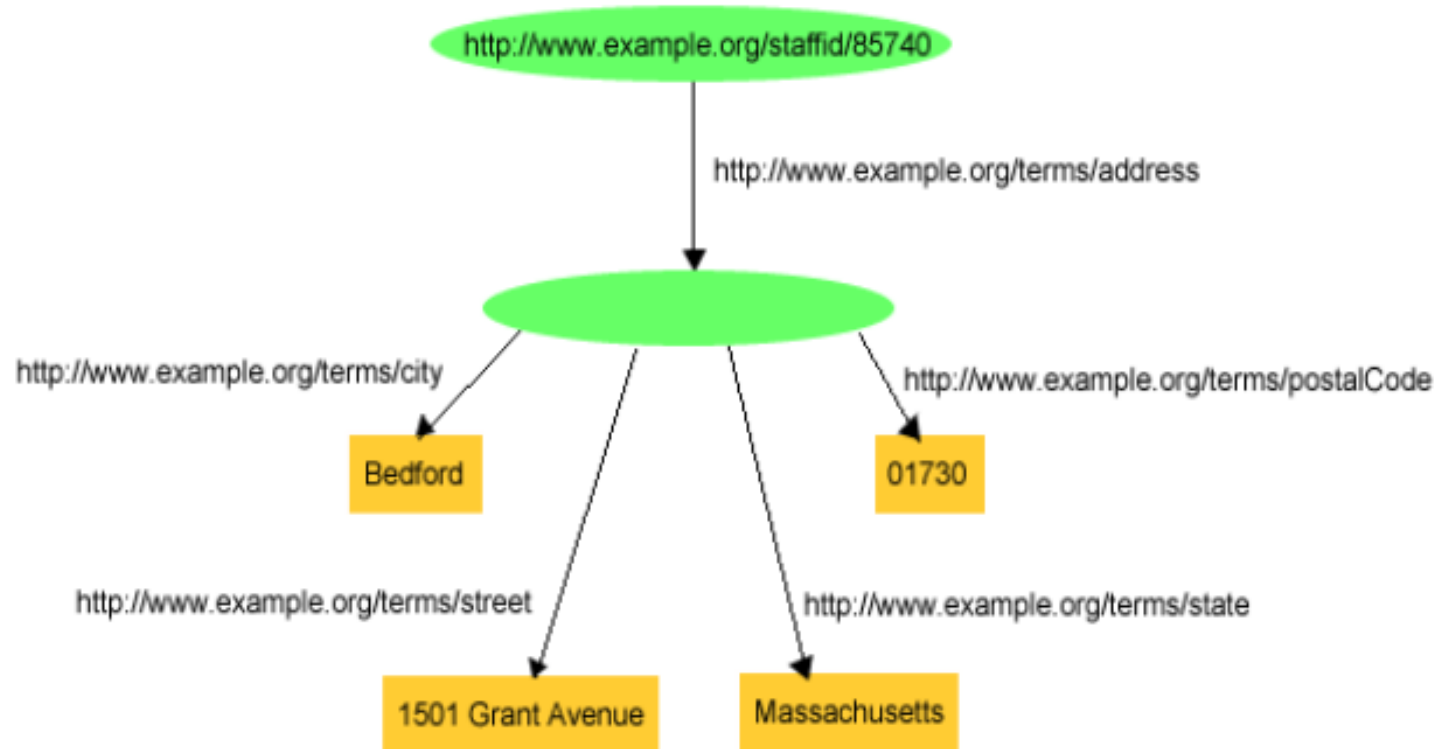 http://www.example.org/staffid/85740
http://www.example.org/terms/address
http://www.example.org/terms/city
http://www.example.org/terms/postalCode
Bedford
01730
http://www.example.org/terms/street
http://www.example.org/terms/state
1501 Grant Avenue
Massachusetts